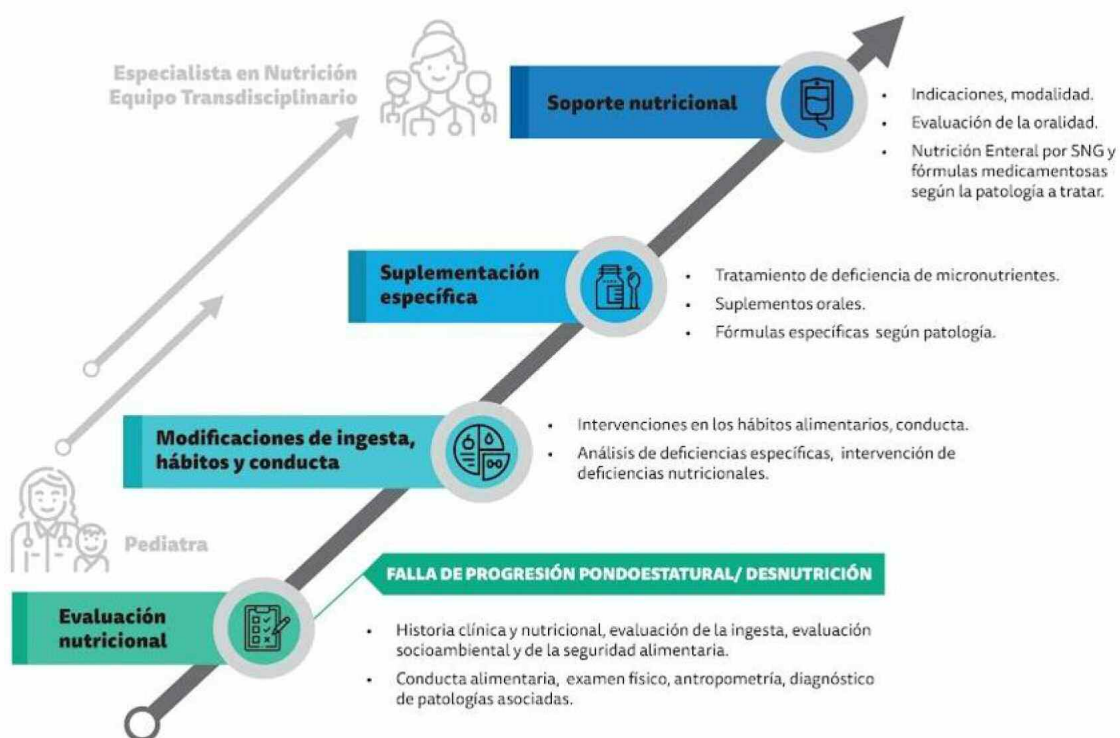 Especialista en Nutrición
Equipo Transdisciplinario
Soporte nutricional
• Indicaciones, modalidad.
• Evaluación de la oralidad.
• Nutrición Enteral por SNG y
fórmulas medicamentosas
según la patología a tratar.
Suplementación
específica
• Tratamiento de deficiencia de micronutrientes.
• Suplementos orales.
• Fórmulas específicas según patología.
Modificaciones de ingesta,
hábitos y conducta
• Intervenciones en los hábitos alimentarios, conducta.
• Análisis de deficiencias específicas, intervención de
deficiencias nutricionales.
Pediatra
FALLA DE PROGRESIÓN PONDOESTATURAL/ DESNUTRICIÓN
Evaluación
nutricional
• Historia clínica y nutricional, evaluación de la ingesta, evaluación
socioambiental y de la seguridad alimentaria.
• Conducta alimentaria, examen físico, antropometría, diagnóstico
de patologías asociadas.